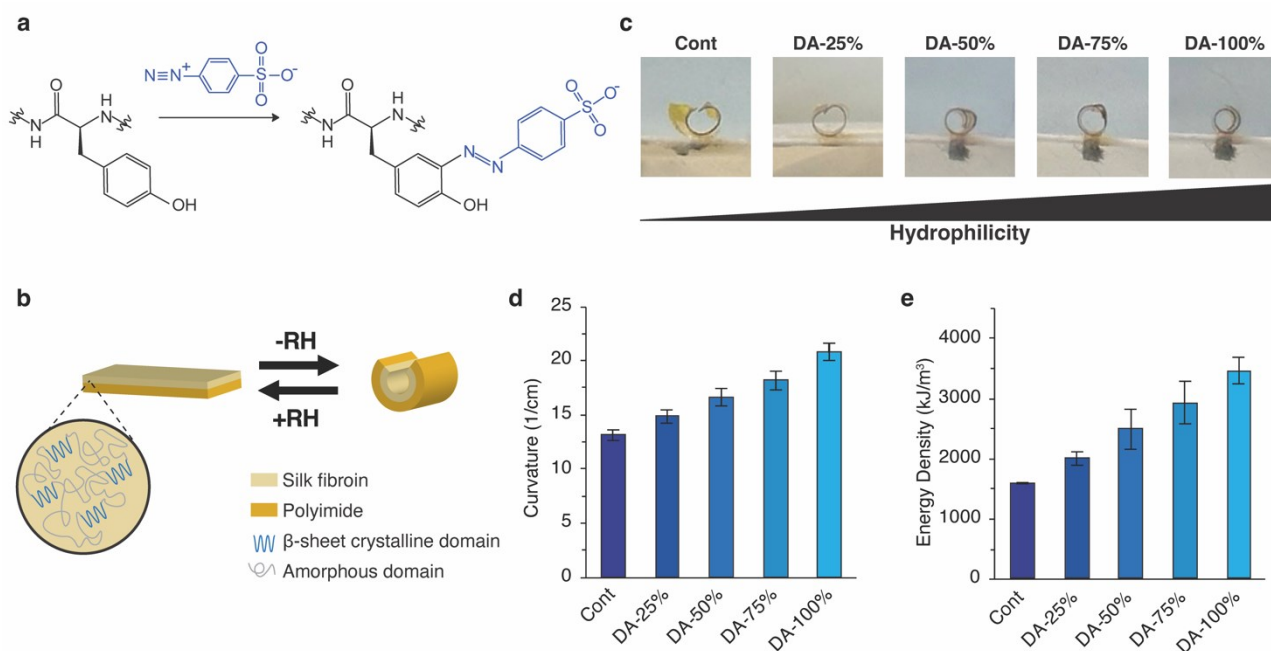 a
N≡N
+
S
O
O
O-
O
H
N
NH
OH
O
H
N
NH
N
N
OH
S
O
O
O-
b
-RH
+RH
Silk fibroin
Polyimide
β-sheet crystalline domain
Amorphous domain
c
Cont DA-25% DA-50% DA-75% DA-100%
Hydrophilicity
d
Curvature (1/cm)
25
20
15
10
5
0
Cont DA-25% DA-50% DA-75% DA-100%
e
Energy Density (kJ/m³)
4000
3000
2000
1000
0
Cont DA-25% DA-50% DA-75% DA-100%